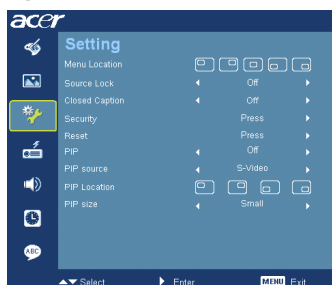 acer
Setting
Menu Location
Source Lock Off
Closed Caption Off
Security Press
Reset Press
PIP Off
PIP source S-Video
PIP Location
PIP size Small
ABC
Select Enter MENU Exit